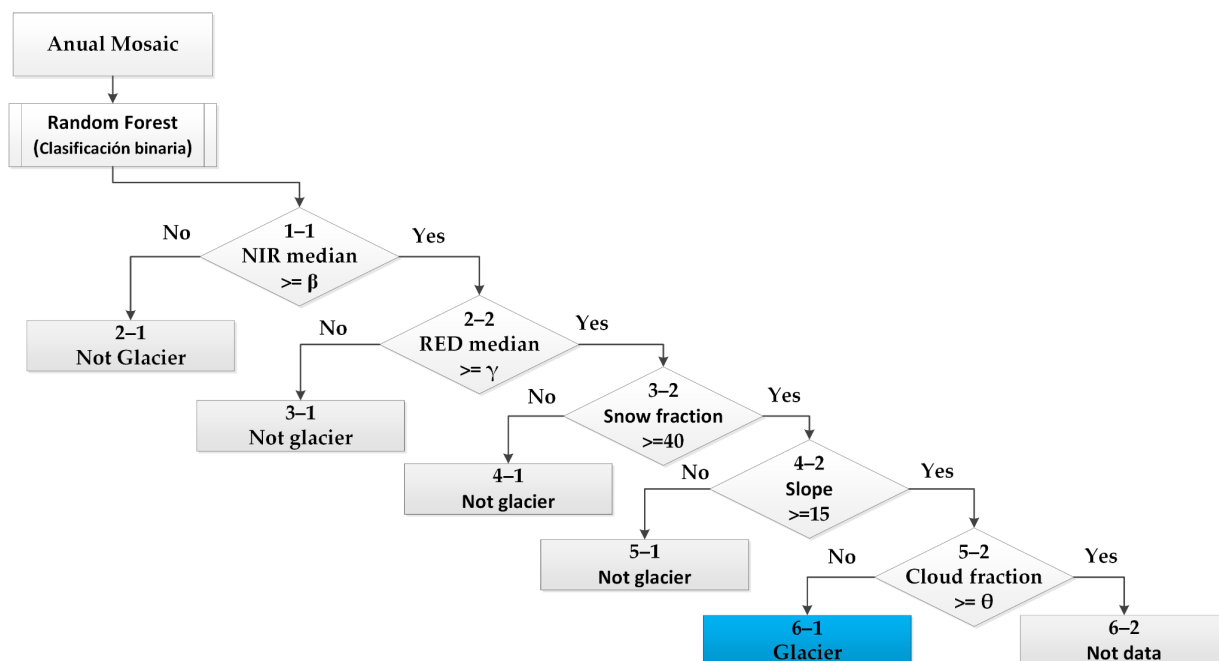 Anual Mosaic
Random Forest
(Clasificación binaria)
1–1
NIR median
>= β
No
Yes
2–1
Not Glacier
2–2
RED median
>= γ
No
Yes
3–1
Not glacier
3–2
Snow fraction
>=40
No
Yes
4–1
Not glacier
4–2
Slope
>=15
No
Yes
5–1
Not glacier
5–2
Cloud fraction
>= θ
No
Yes
6–1
Glacier
6–2
Not data